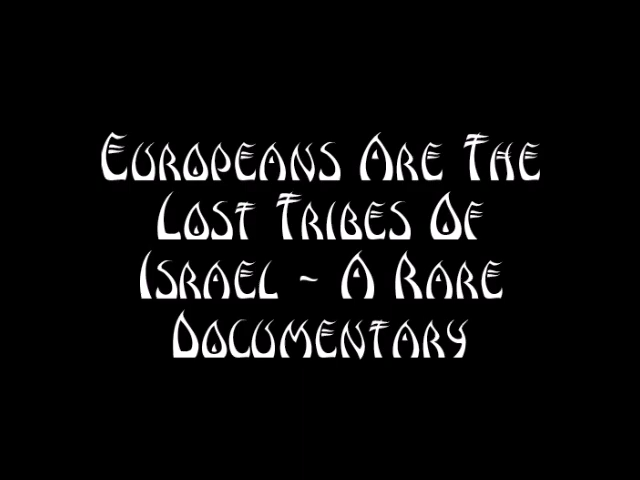 Europeans Are The
Lost Tribes Of
Israel - A Rare
Documentary